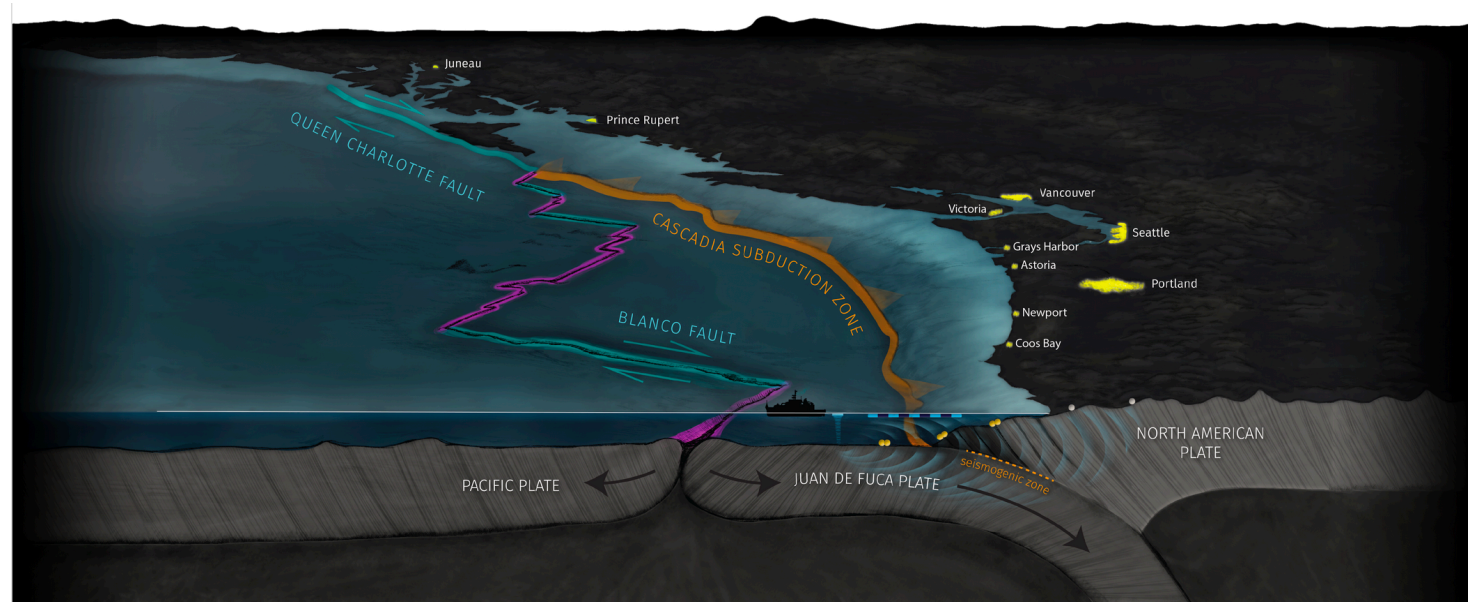 Juneau
Prince Rupert
QUEEN CHARLOTTE FAULT
Vancouver
Victoria
CASCADIA SUBDUCTION ZONE
Seattle
Grays Harbor
Astoria
Portland
Newport
BLANCO FAULT
Coos Bay
NORTH AMERICAN
PLATE
seismogenic zone
PACIFIC PLATE
JUAN DE FUCA PLATE